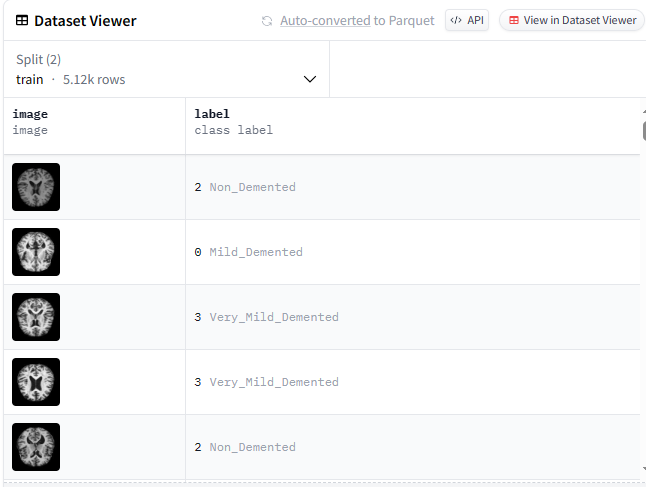 Dataset Viewer
Auto-converted to Parquet
</> API
View in Dataset Viewer
Split (2)
train · 5.12k rows
image
image
label
class label
2 Non_Demented
0 Mild_Demented
3 Very_Mild_Demented
3 Very_Mild_Demented
2 Non_Demented